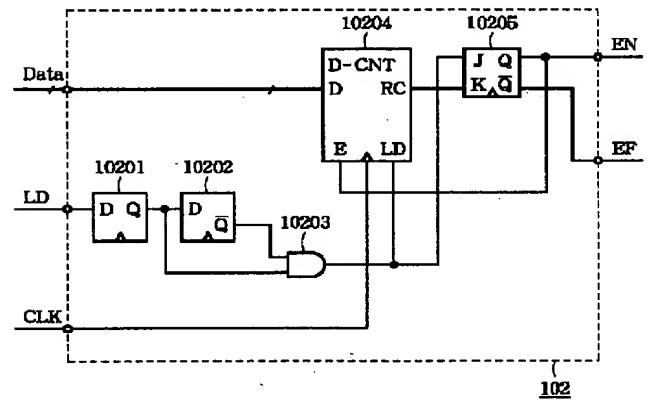 10204
10205
EN
Data
D-CNT
D
RC
J
Q
K
Q̅
E
LD
EF
10201
10202
LD
D
Q
D
Q̅
10203
CLK
102